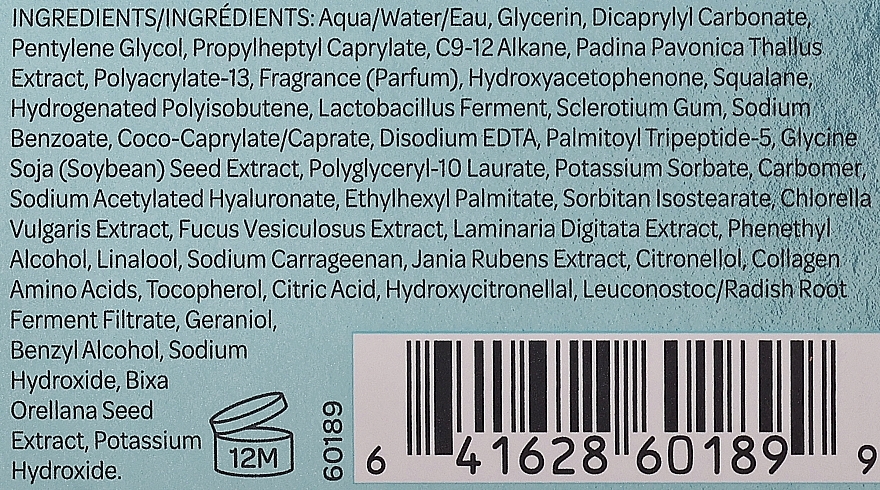 INGREDIENTS/INGRÉDIENTS: Aqua/Water/Eau, Glycerin, Dicaprylyl Carbonate,
Pentylene Glycol, Propylheptyl Caprylate, C9-12 Alkane, Padina Pavonica Thallus
Extract, Polyacrylate-13, Fragrance (Parfum), Hydroxyacetophenone, Squalane,
Hydrogenated Polyisobutene, Lactobacillus Ferment, Sclerotium Gum, Sodium
Benzoate, Coco-Caprylate/Caprate, Disodium EDTA, Palmitoyl Tripeptide-5, Glycine
Soja (Soybean) Seed Extract, Polyglyceryl-10 Laurate, Potassium Sorbate, Carbomer,
Sodium Acetylated Hyaluronate, Ethylhexyl Palmitate, Sorbitan Isostearate, Chlorella
Vulgaris Extract, Fucus Vesiculosus Extract, Laminaria Digitata Extract, Phenethyl
Alcohol, Linalool, Sodium Carrageenan, Jania Rubens Extract, Citronellol, Collagen
Amino Acids, Tocopherol, Citric Acid, Hydroxycitronellal, Leuconostoc/Radish Root
Ferment Filtrate, Geraniol,
Benzyl Alcohol, Sodium
Hydroxide, Bixa
Orellana Seed
Extract, Potassium
Hydroxide.
12M
60189
6 41628 60189 9